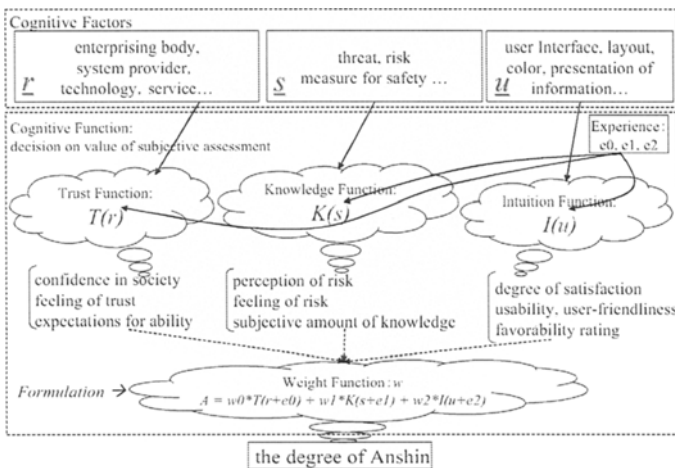 Cognitive Factors
enterprising body,
system provider,
technology, service…
r
threat, risk
measure for safety …
s
user Interface, layout,
color, presentation of
information…
u
Cognitive Function:
decision on value of subjective assessment
Experience:
e0, e1, e2
Trust Function:
T(r)
Knowledge Function:
K(s)
Intuition Function:
I(u)
confidence in society
feeling of trust
expectations for ability
perception of risk
feeling of risk
subjective amount of knowledge
degree of satisfaction
usability, user-friendliness
favorability rating
Formulation →
Weight Function: w
A = w0*T(r+e0) + w1*K(s+e1) + w2*I(u+e2)
the degree of Anshin